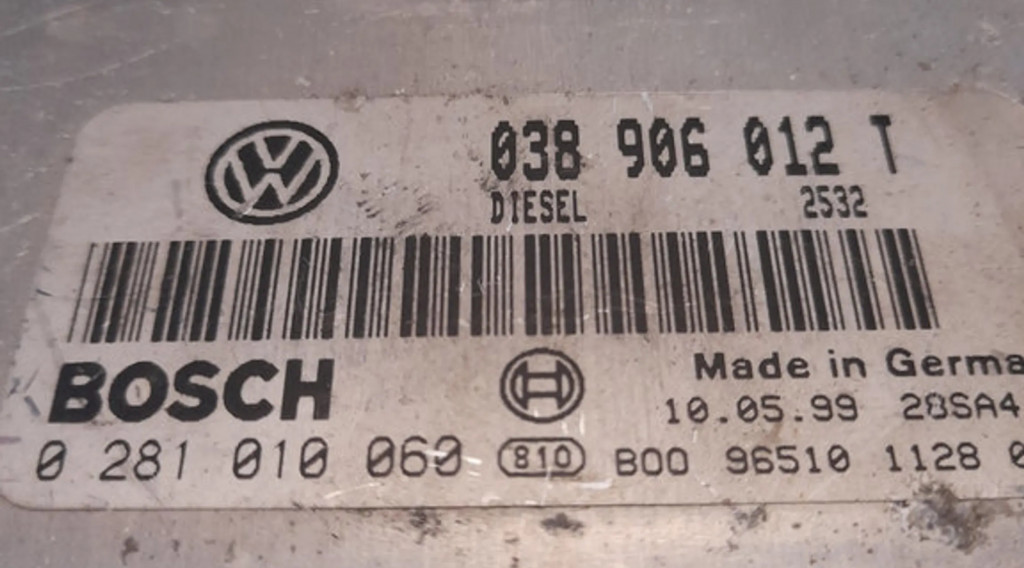 038 906 012 T
DIESEL 2532
BOSCH
Made in Germa
10.05.99 28SA4
0 281 010 060 810 B00 96510 1128 0